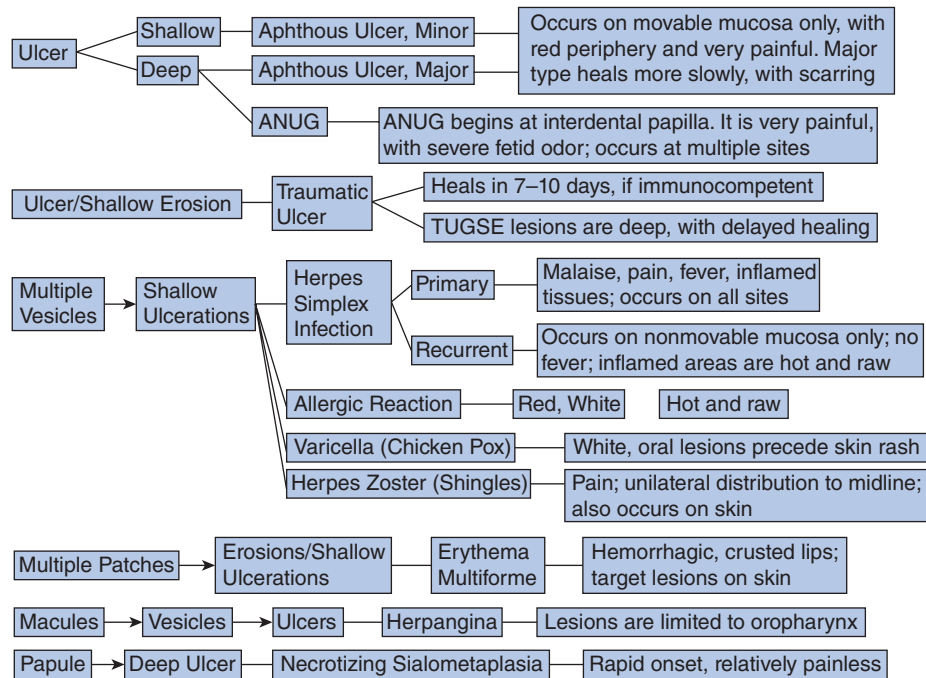 Ulcer
Shallow
Aphthous Ulcer, Minor
Occurs on movable mucosa only, with
red periphery and very painful. Major
type heals more slowly, with scarring
Deep
Aphthous Ulcer, Major
ANUG
ANUG begins at interdental papilla. It is very painful,
with severe fetid odor; occurs at multiple sites
Ulcer/Shallow Erosion
Traumatic
Ulcer
Heals in 7–10 days, if immunocompetent
TUGSE lesions are deep, with delayed healing
Multiple
Vesicles
Shallow
Ulcerations
Herpes
Simplex
Infection
Primary
Malaise, pain, fever, inflamed
tissues; occurs on all sites
Recurrent
Occurs on nonmovable mucosa only; no
fever; inflamed areas are hot and raw
Allergic Reaction
Red, White
Hot and raw
Varicella (Chicken Pox)
White, oral lesions precede skin rash
Herpes Zoster (Shingles)
Pain; unilateral distribution to midline;
also occurs on skin
Multiple Patches
Erosions/Shallow
Ulcerations
Erythema
Multiforme
Hemorrhagic, crusted lips;
target lesions on skin
Macules
Vesicles
Ulcers
Herpangina
Lesions are limited to oropharynx
Papule
Deep Ulcer
Necrotizing Sialometaplasia
Rapid onset, relatively painless